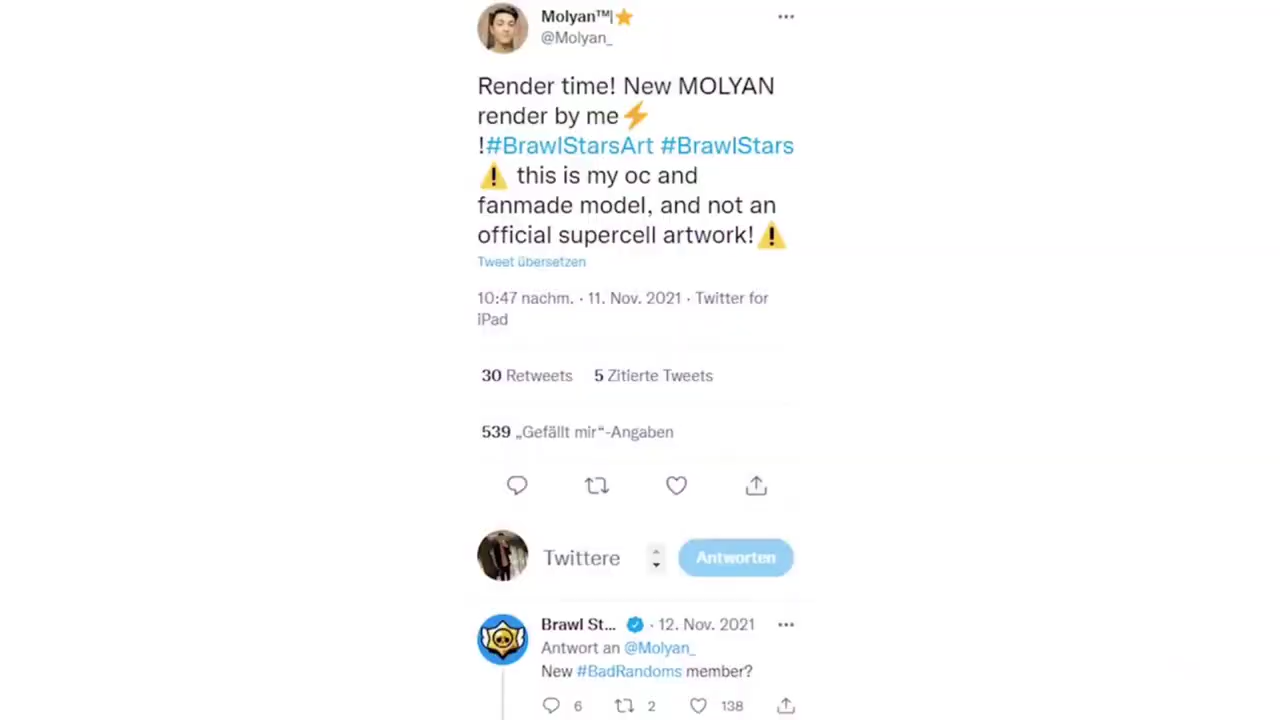 Molyan™|⭐
@Molyan_
Render time! New MOLYAN
render by me⚡
!#BrawlStarsArt #BrawlStars
⚠️ this is my oc and
fanmade model, and not an
official supercell artwork!⚠️
Tweet übersetzen
10:47 nachm. · 11. Nov. 2021 · Twitter for
iPad
30 Retweets 5 Zitierte Tweets
539 „Gefällt mir“-Angaben
Twittere Antworten
Brawl St... · 12. Nov. 2021
Antwort an @Molyan_
New #BadRandoms member?
6 2 138